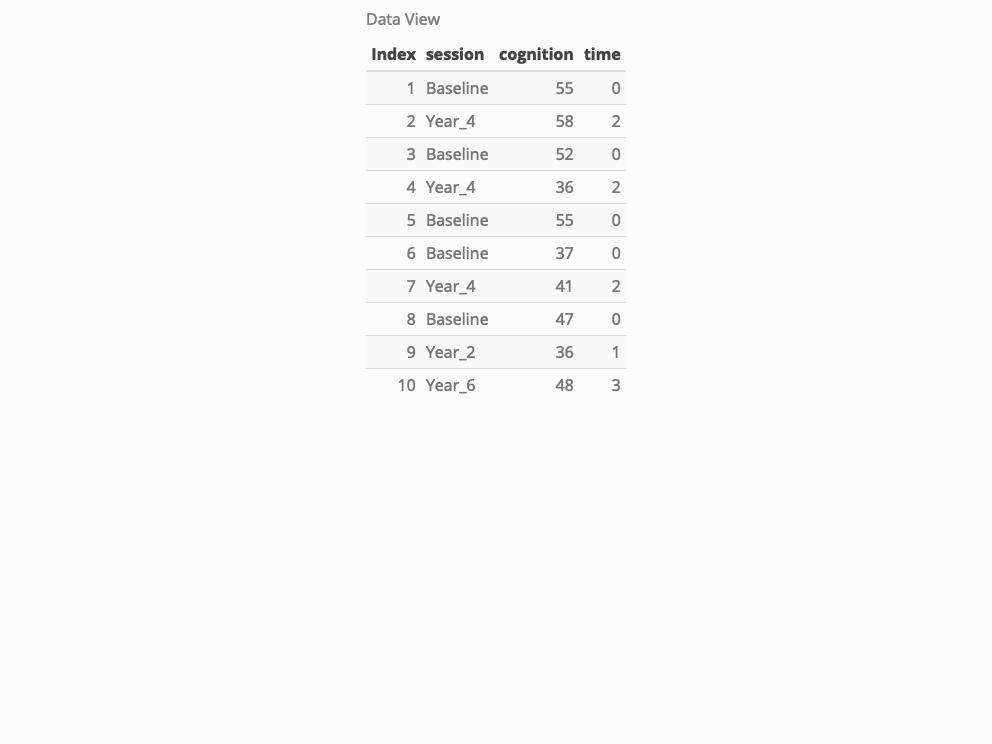 Data View
Index session cognition time
1 Baseline 55 0
2 Year_4 58 2
3 Baseline 52 0
4 Year_4 36 2
5 Baseline 55 0
6 Baseline 37 0
7 Year_4 41 2
8 Baseline 47 0
9 Year_2 36 1
10 Year_6 48 3